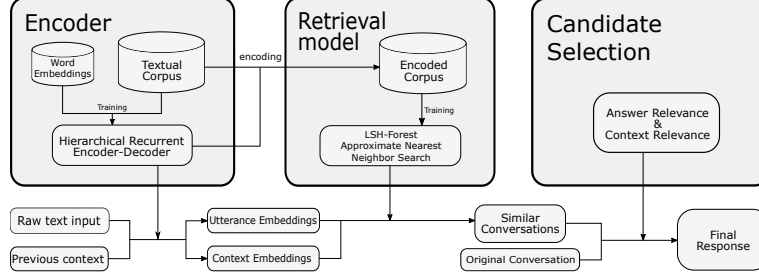 Encoder
Word
Embeddings
Textual
Corpus
Training
Hierarchical Recurrent
Encoder-Decoder
encoding
Retrieval
model
Encoded
Corpus
Training
LSH-Forest
Approximate Nearest
Neighbor Search
Candidate
Selection
Answer Relevance
&
Context Relevance
Raw text input
Previous context
Utterance Embeddings
Context Embeddings
Similar
Conversations
Original Conversation
Final
Response